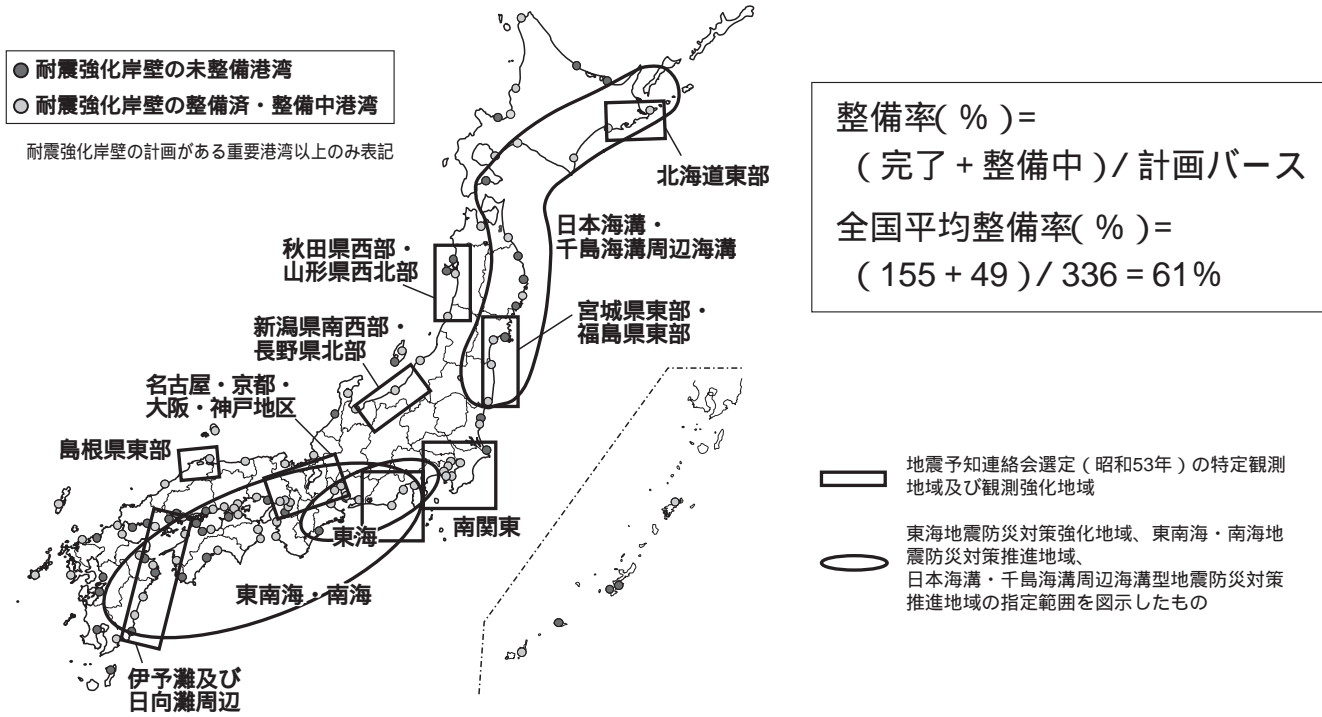 耐震強化岸壁の未整備港湾
耐震強化岸壁の整備済・整備中港湾
耐震強化岸壁の計画がある重要港湾以上のみ表記
北海道東部
日本海溝・
千島海溝周辺海溝
秋田県西部・
山形県西北部
宮城県東部・
福島県東部
新潟県南西部・
長野県北部
名古屋・京都・
大阪・神戸地区
島根県東部
東海
南関東
東南海・南海
伊予灘及び
日向灘周辺
整備率(%)=
(完了+整備中)/計画バース
全国平均整備率(%)=
(155+49)/336=61%
地震予知連絡会選定(昭和53年)の特定観測
地域及び観測強化地域
東海地震防災対策強化地域、東南海・南海地
震防災対策推進地域、
日本海溝・千島海溝周辺海溝型地震防災対策
推進地域の指定範囲を図示したもの